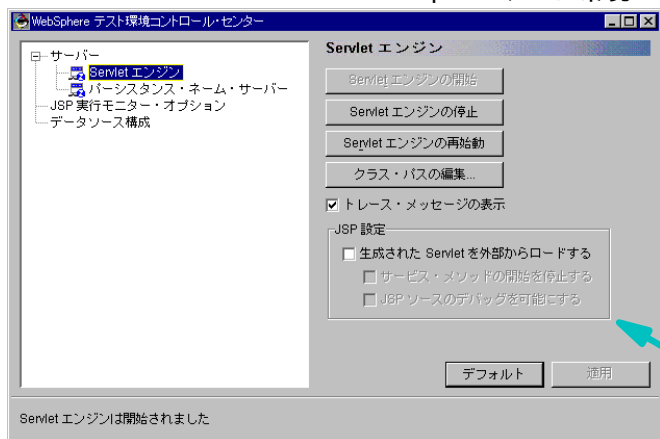 WebSphere テスト環境コントロール・センター
サーバー
Servlet エンジン
パーシスタンス・ネーム・サーバー
JSP 実行モニター・オプション
データソース構成
Servlet エンジン
Servlet エンジンの開始
Servlet エンジンの停止
Servlet エンジンの再始動
クラス・パスの編集...
トレース・メッセージの表示
JSP 設定
生成された Servlet を外部からロードする
サービス・メソッドの開始を停止する
JSP ソースのデバッグを可能にする
デフォルト
適用
Servlet エンジンは開始されました